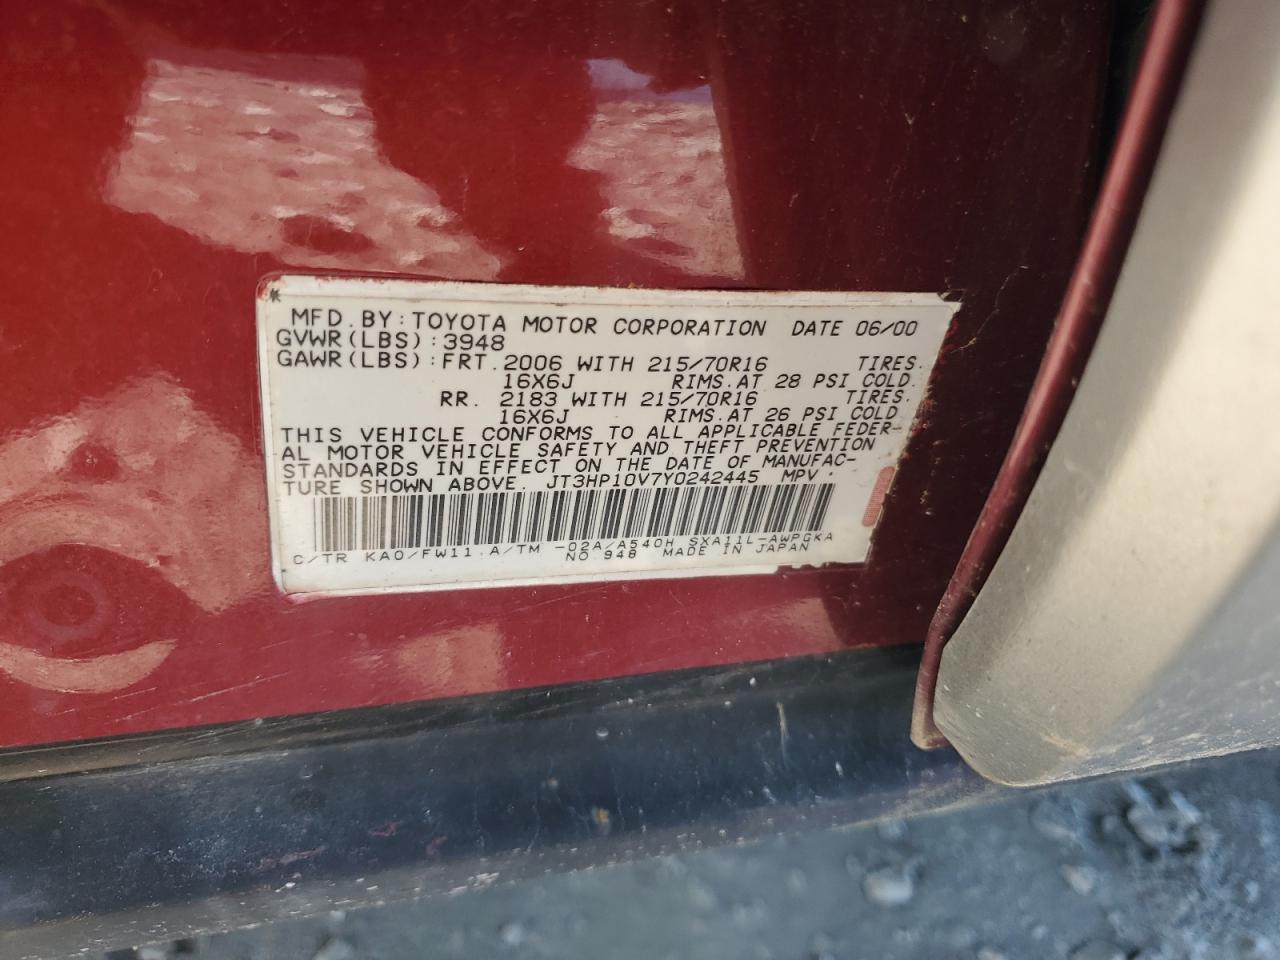 MFD. BY: TOYOTA MOTOR CORPORATION DATE 06/00
GVWR(LBS): 3948
GAWR(LBS): FRT. 2006 WITH 215/70R16 TIRES.
16X6J RIMS. AT 28 PSI COLD.
RR. 2183 WITH 215/70R16 TIRES.
16X6J RIMS. AT 26 PSI COLD
THIS VEHICLE CONFORMS TO ALL APPLICABLE FEDER-
AL MOTOR VEHICLE SAFETY AND THEFT PREVENTION
STANDARDS IN EFFECT ON THE DATE OF MANUFAC-
TURE SHOWN ABOVE. JT3HP10V7Y0242445 MPV.
C/TR KA0/FW11. A/TM -02A/A540H SXA11L-AWPGKA
NO. 948 MADE IN JAPAN